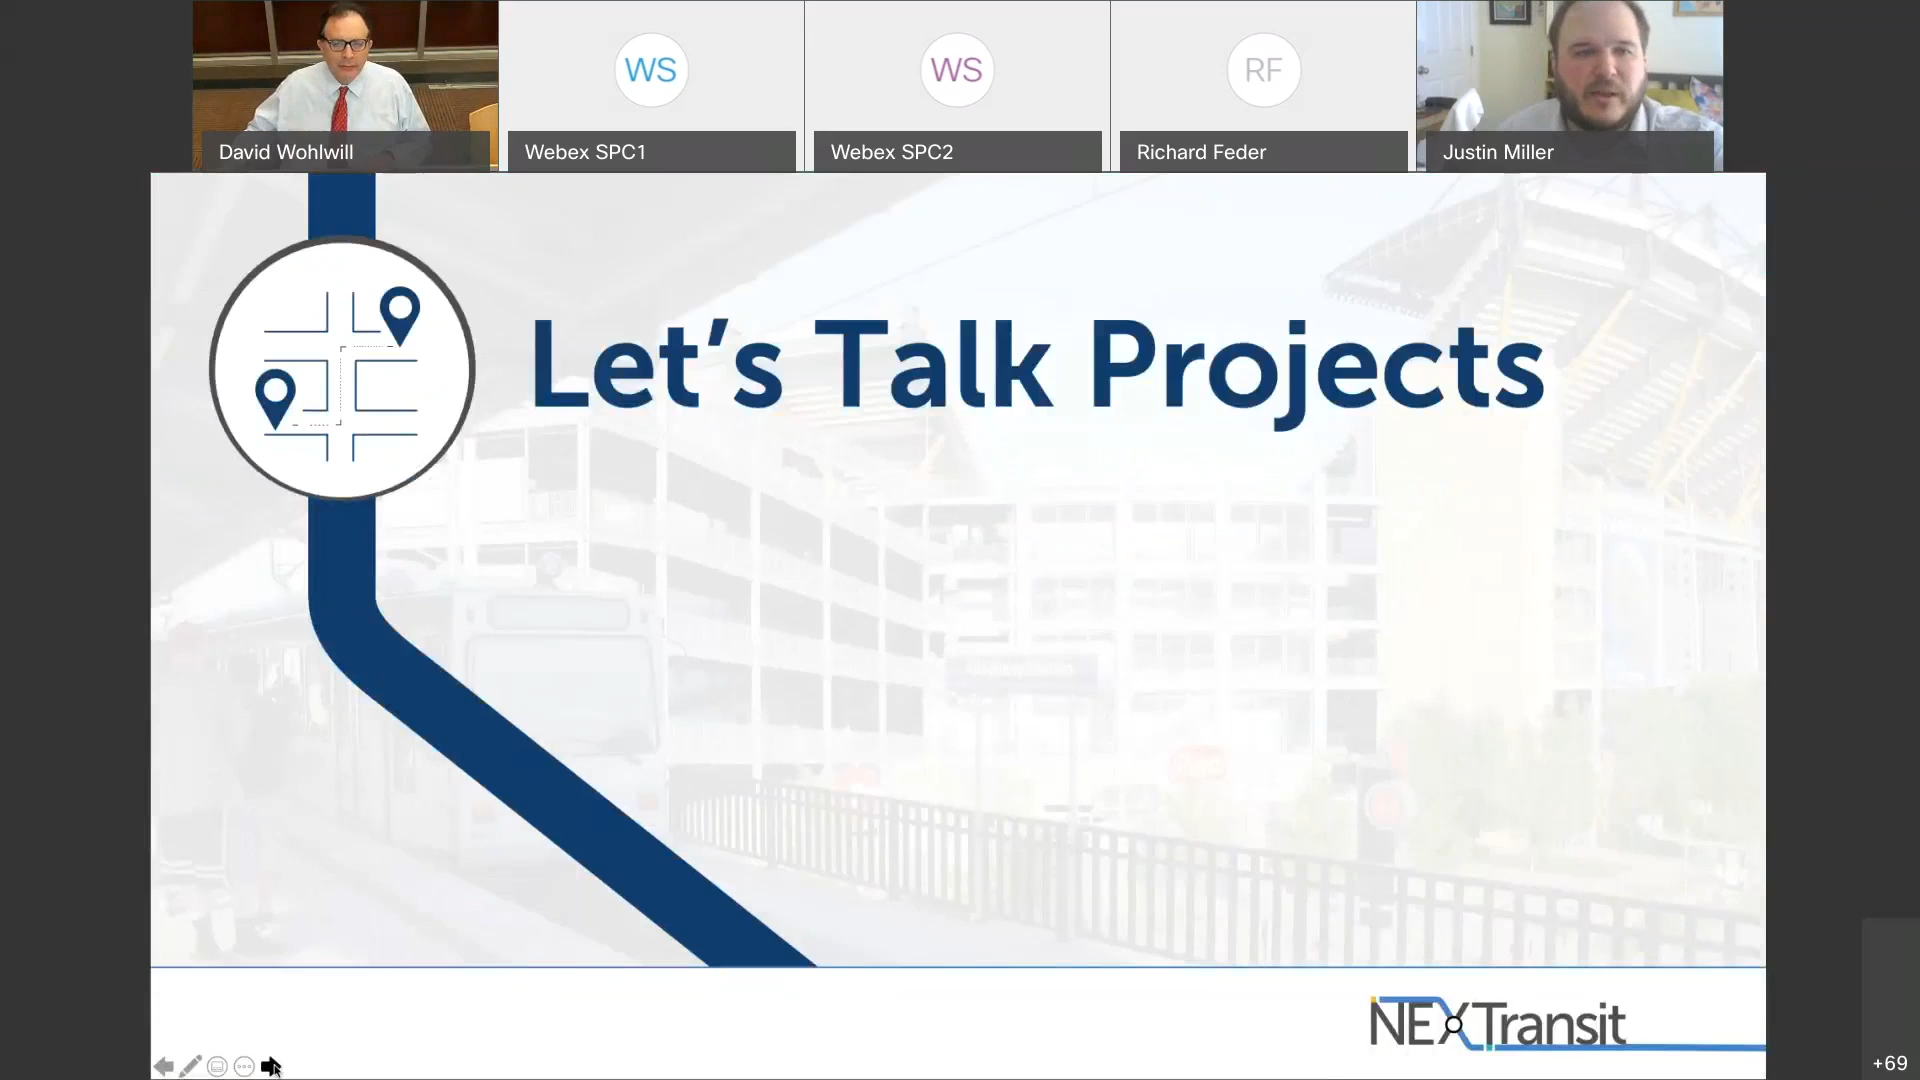 WS
WS
RF
David Wohlwill
Webex SPC1
Webex SPC2
Richard Feder
Justin Miller
Let's Talk Projects
NEXTransit
+69